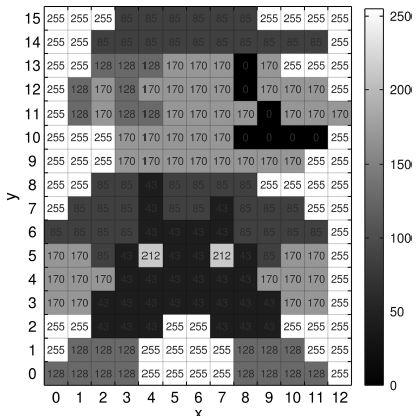 15 255 255 255 85 85 85 85 85 85 255 255 255 255 250
14 255 255 85 85 85 85 85 85 85 85 85 85 255
13 255 255 128 128 128 170 170 170 0 170 255 255 255 200
12 255 128 170 128 170 170 170 170 0 170 170 170 255
11 255 128 170 128 128 170 170 170 170 0 170 170 170
10 255 255 255 170 170 170 170 170 0 0 0 0 255 150
9 255 255 255 170 170 170 170 170 170 170 170 255 255
8 255 255 85 85 43 85 85 85 85 255 255 255 255
y
7 255 85 85 85 43 85 85 43 85 85 85 255 255
6 85 85 85 85 43 43 43 43 85 85 85 85 255 100
5 170 170 85 43 212 43 43 212 43 85 170 170 255
4 170 170 170 43 43 43 43 43 43 170 170 170 255
3 170 170 43 43 43 43 43 43 43 43 170 170 255 50
2 255 255 43 43 43 255 255 43 43 43 255 255 255
1 255 128 128 128 255 255 255 255 128 128 128 255 255
0 128 128 128 128 255 255 255 255 128 128 128 128 255 0
0 1 2 3 4 5 6 7 8 9 10 11 12
x